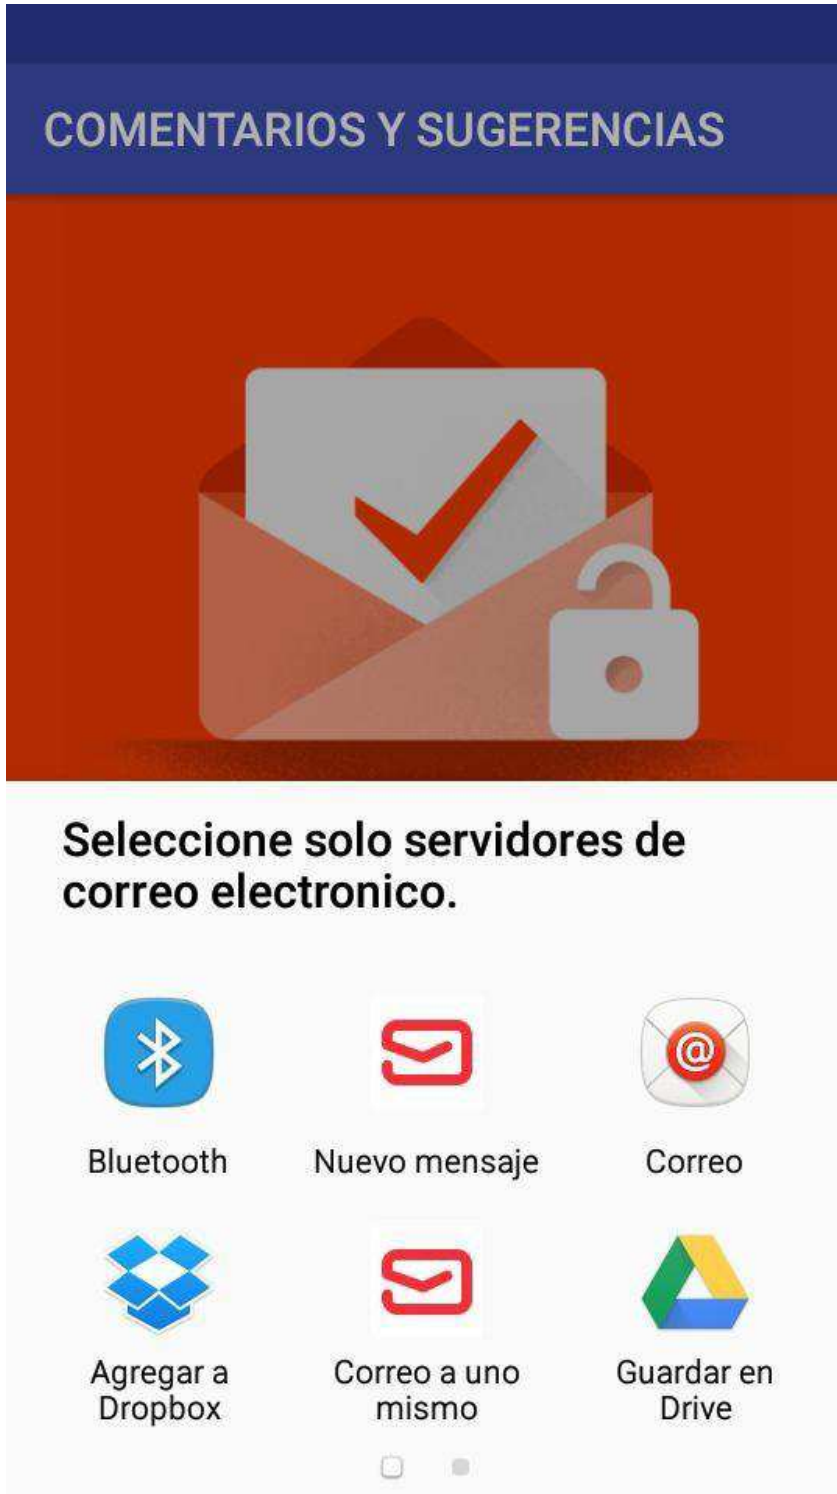 COMENTARIOS Y SUGERENCIAS
Seleccione solo servidores de
correo electronico.
Bluetooth
Nuevo mensaje
Correo
Agregar a
Dropbox
Correo a uno
mismo
Guardar en
Drive